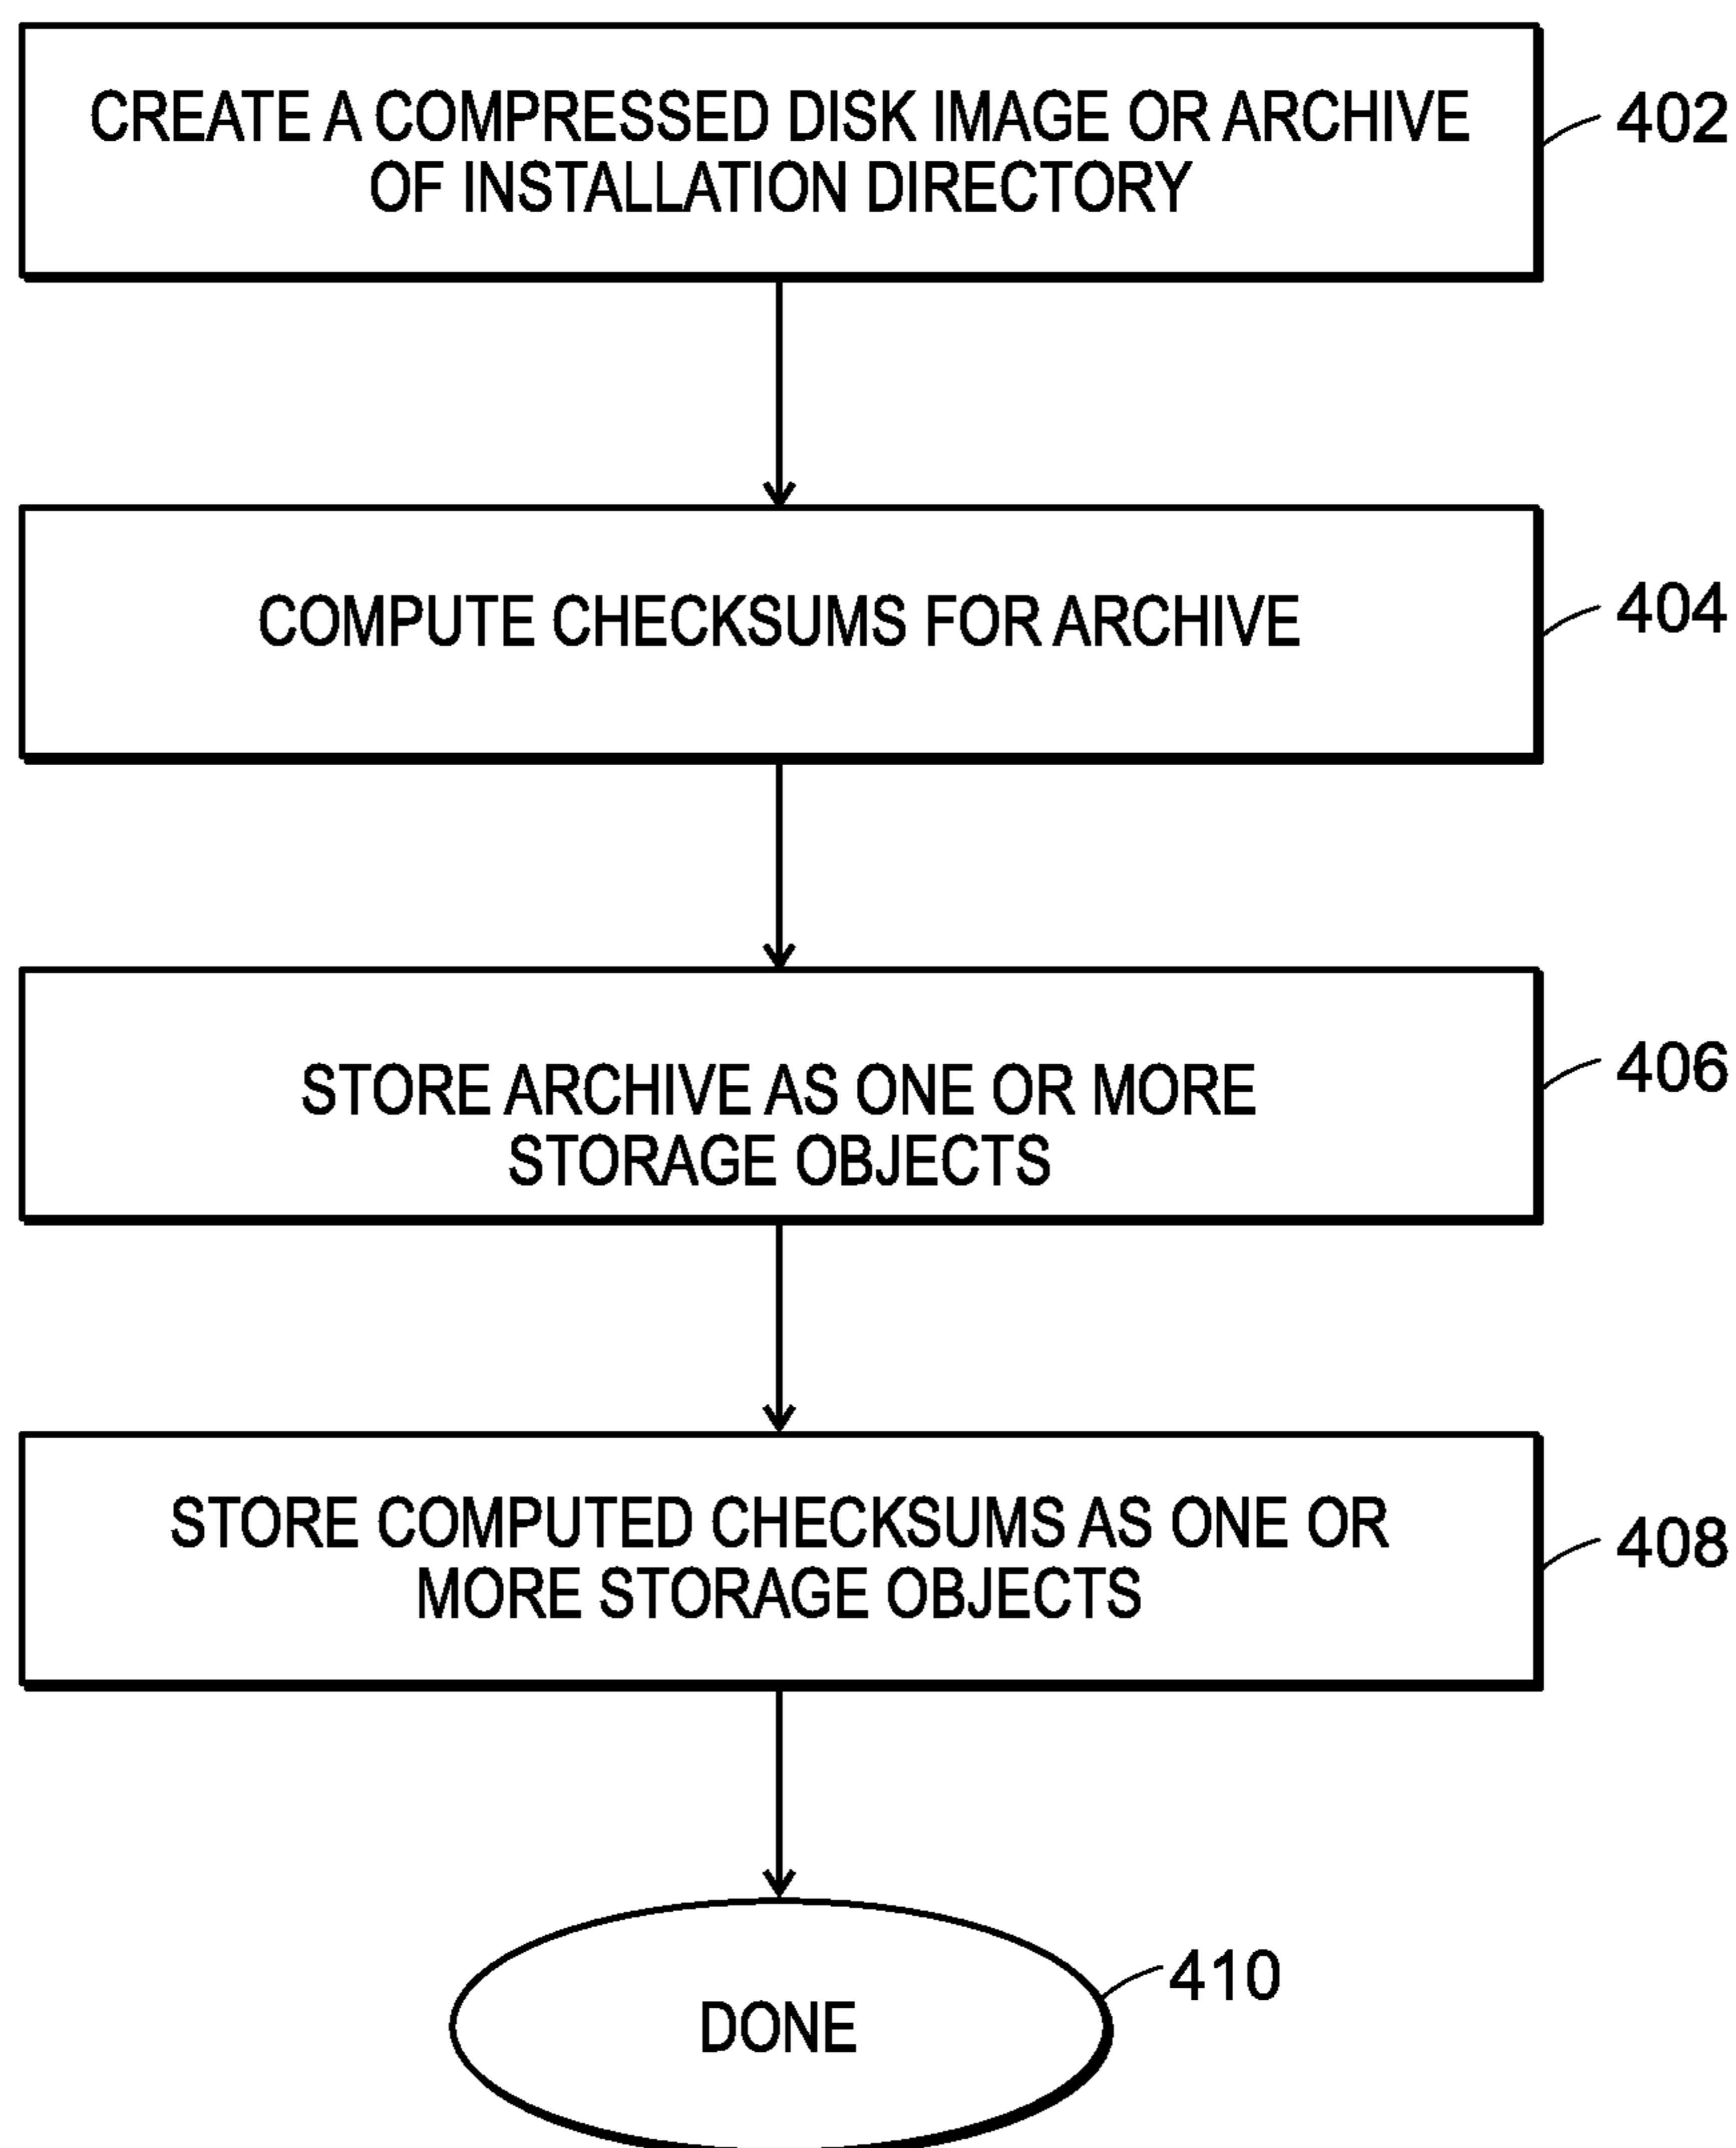 CREATE A COMPRESSED DISK IMAGE OR ARCHIVE
OF INSTALLATION DIRECTORY
402
COMPUTE CHECKSUMS FOR ARCHIVE
404
STORE ARCHIVE AS ONE OR MORE
STORAGE OBJECTS
406
STORE COMPUTED CHECKSUMS AS ONE OR
MORE STORAGE OBJECTS
408
DONE
410